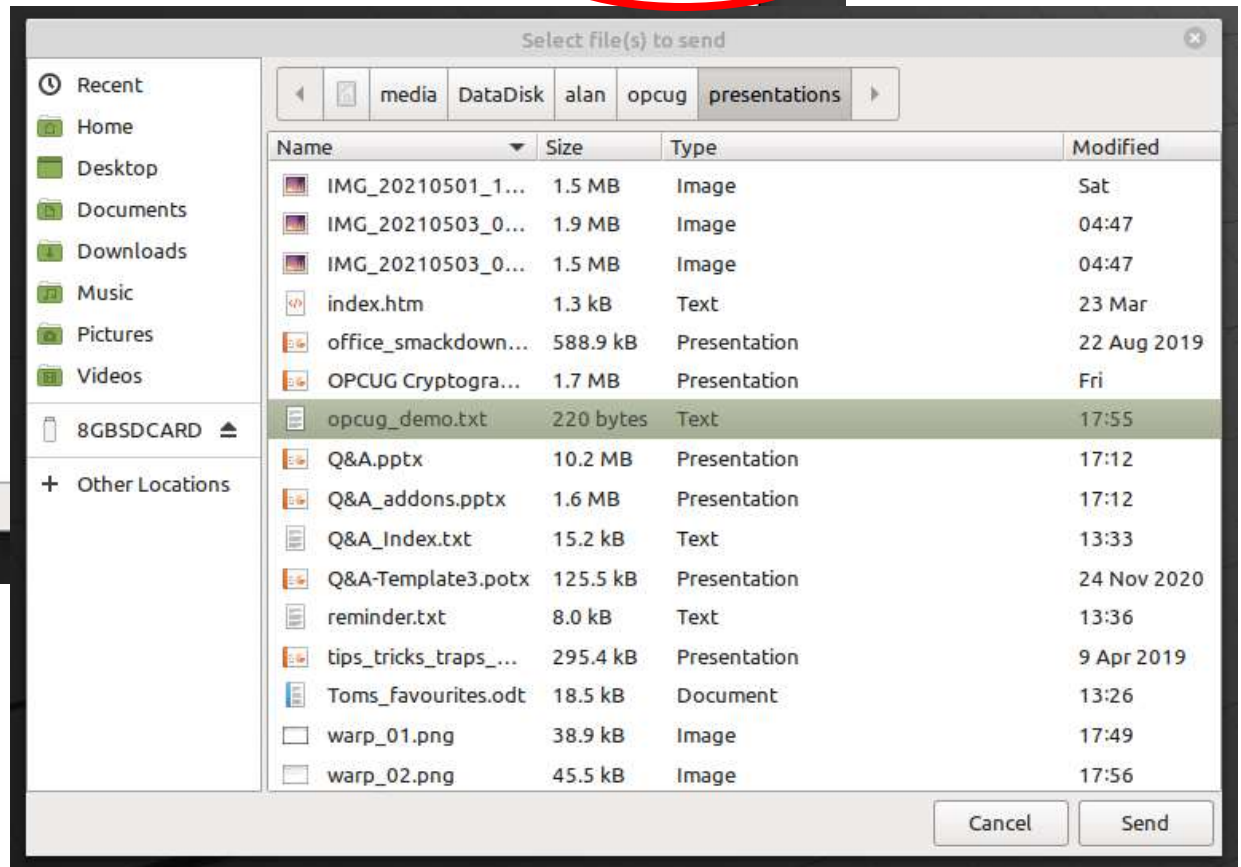 Select file(s) to send
Recent
Home
Desktop
Documents
Downloads
Music
Pictures
Videos
8GBSDCARD
+ Other Locations
media DataDisk alan opcug presentations
Name Size Type Modified
IMG_20210501_1... 1.5 MB Image Sat
IMG_20210503_0... 1.9 MB Image 04:47
IMG_20210503_0... 1.5 MB Image 04:47
index.htm 1.3 kB Text 23 Mar
office_smackdown... 588.9 kB Presentation 22 Aug 2019
OPCUG Cryptogra... 1.7 MB Presentation Fri
opcug_demo.txt 220 bytes Text 17:55
Q&A.pptx 10.2 MB Presentation 17:12
Q&A_addons.pptx 1.6 MB Presentation 17:12
Q&A_Index.txt 15.2 kB Text 13:33
Q&A-Template3.potx 125.5 kB Presentation 24 Nov 2020
reminder.txt 8.0 kB Text 13:36
tips_tricks_traps_... 295.4 kB Presentation 9 Apr 2019
Toms_favourites.odt 18.5 kB Document 13:26
warp_01.png 38.9 kB Image 17:49
warp_02.png 45.5 kB Image 17:56
Cancel Send